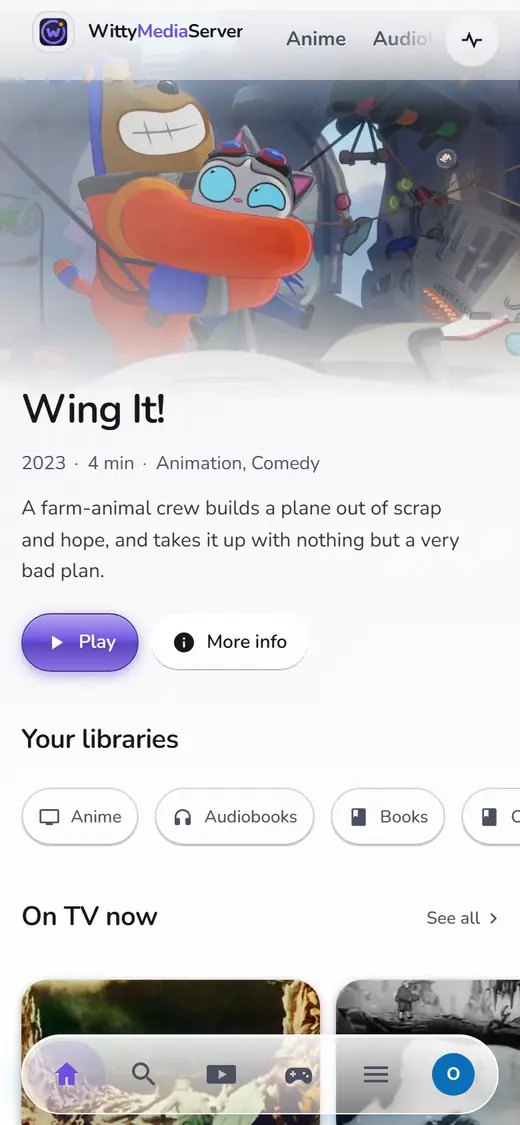 WittyMediaServer
Anime
Wing It!
2023 · 4 min · Animation, Comedy
A farm-animal crew builds a plane out of scrap
and hope, and takes it up with nothing but a very
bad plan.
Play
More info
Your libraries
Anime
Audiobooks
Books
On TV now
See all
O